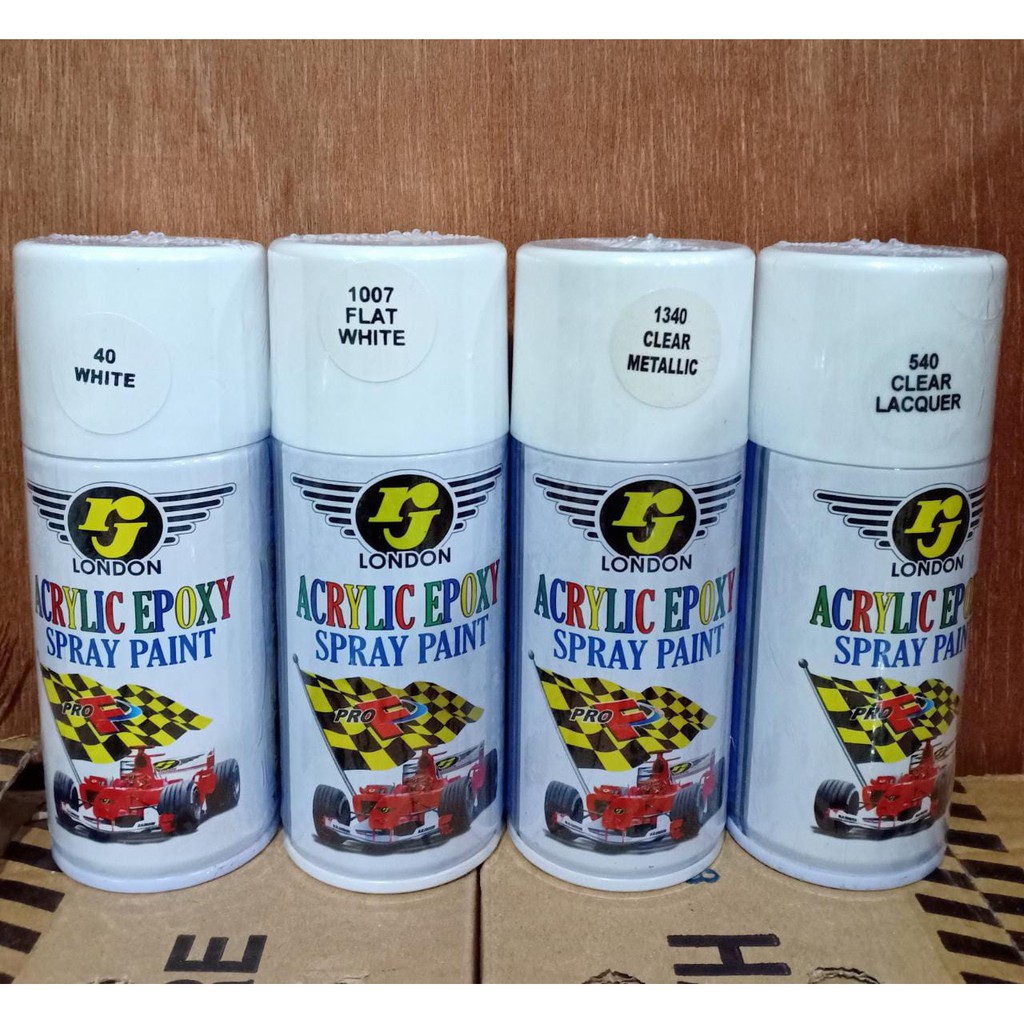 40
WHITE
1007
FLAT
WHITE
1340
CLEAR
METALLIC
540
CLEAR
LACQUER
rj
LONDON
ACRYLIC EPOXY
SPRAY PAINT
PRO F
rj
LONDON
ACRYLIC EPOXY
SPRAY PAINT
PRO F
rj
LONDON
ACRYLIC EPOXY
SPRAY PAINT
PRO F
rj
LONDON
ACRYLIC EPOX
SPRAY PAIN
PRO F
RE
H